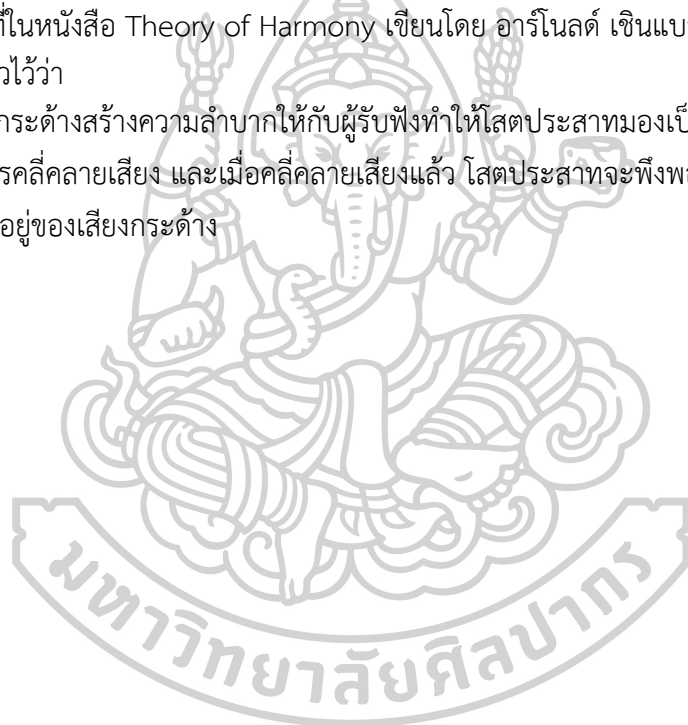 ที่ในหนังสือ Theory of Harmony เขียนโดย อาร์โนลด์ เชินแบ
วไว้ว่า
กระด้างสร้างความลำบากให้กับผู้รับฟังทำให้โสตประสาทมองเป็
รคลี่คลายเสียง และเมื่อคลี่คลายเสียงแล้ว โสตประสาทจะพึงพ
อยู่ของเสียงกระด้าง
มหาวิทยาลัยศิลปากร